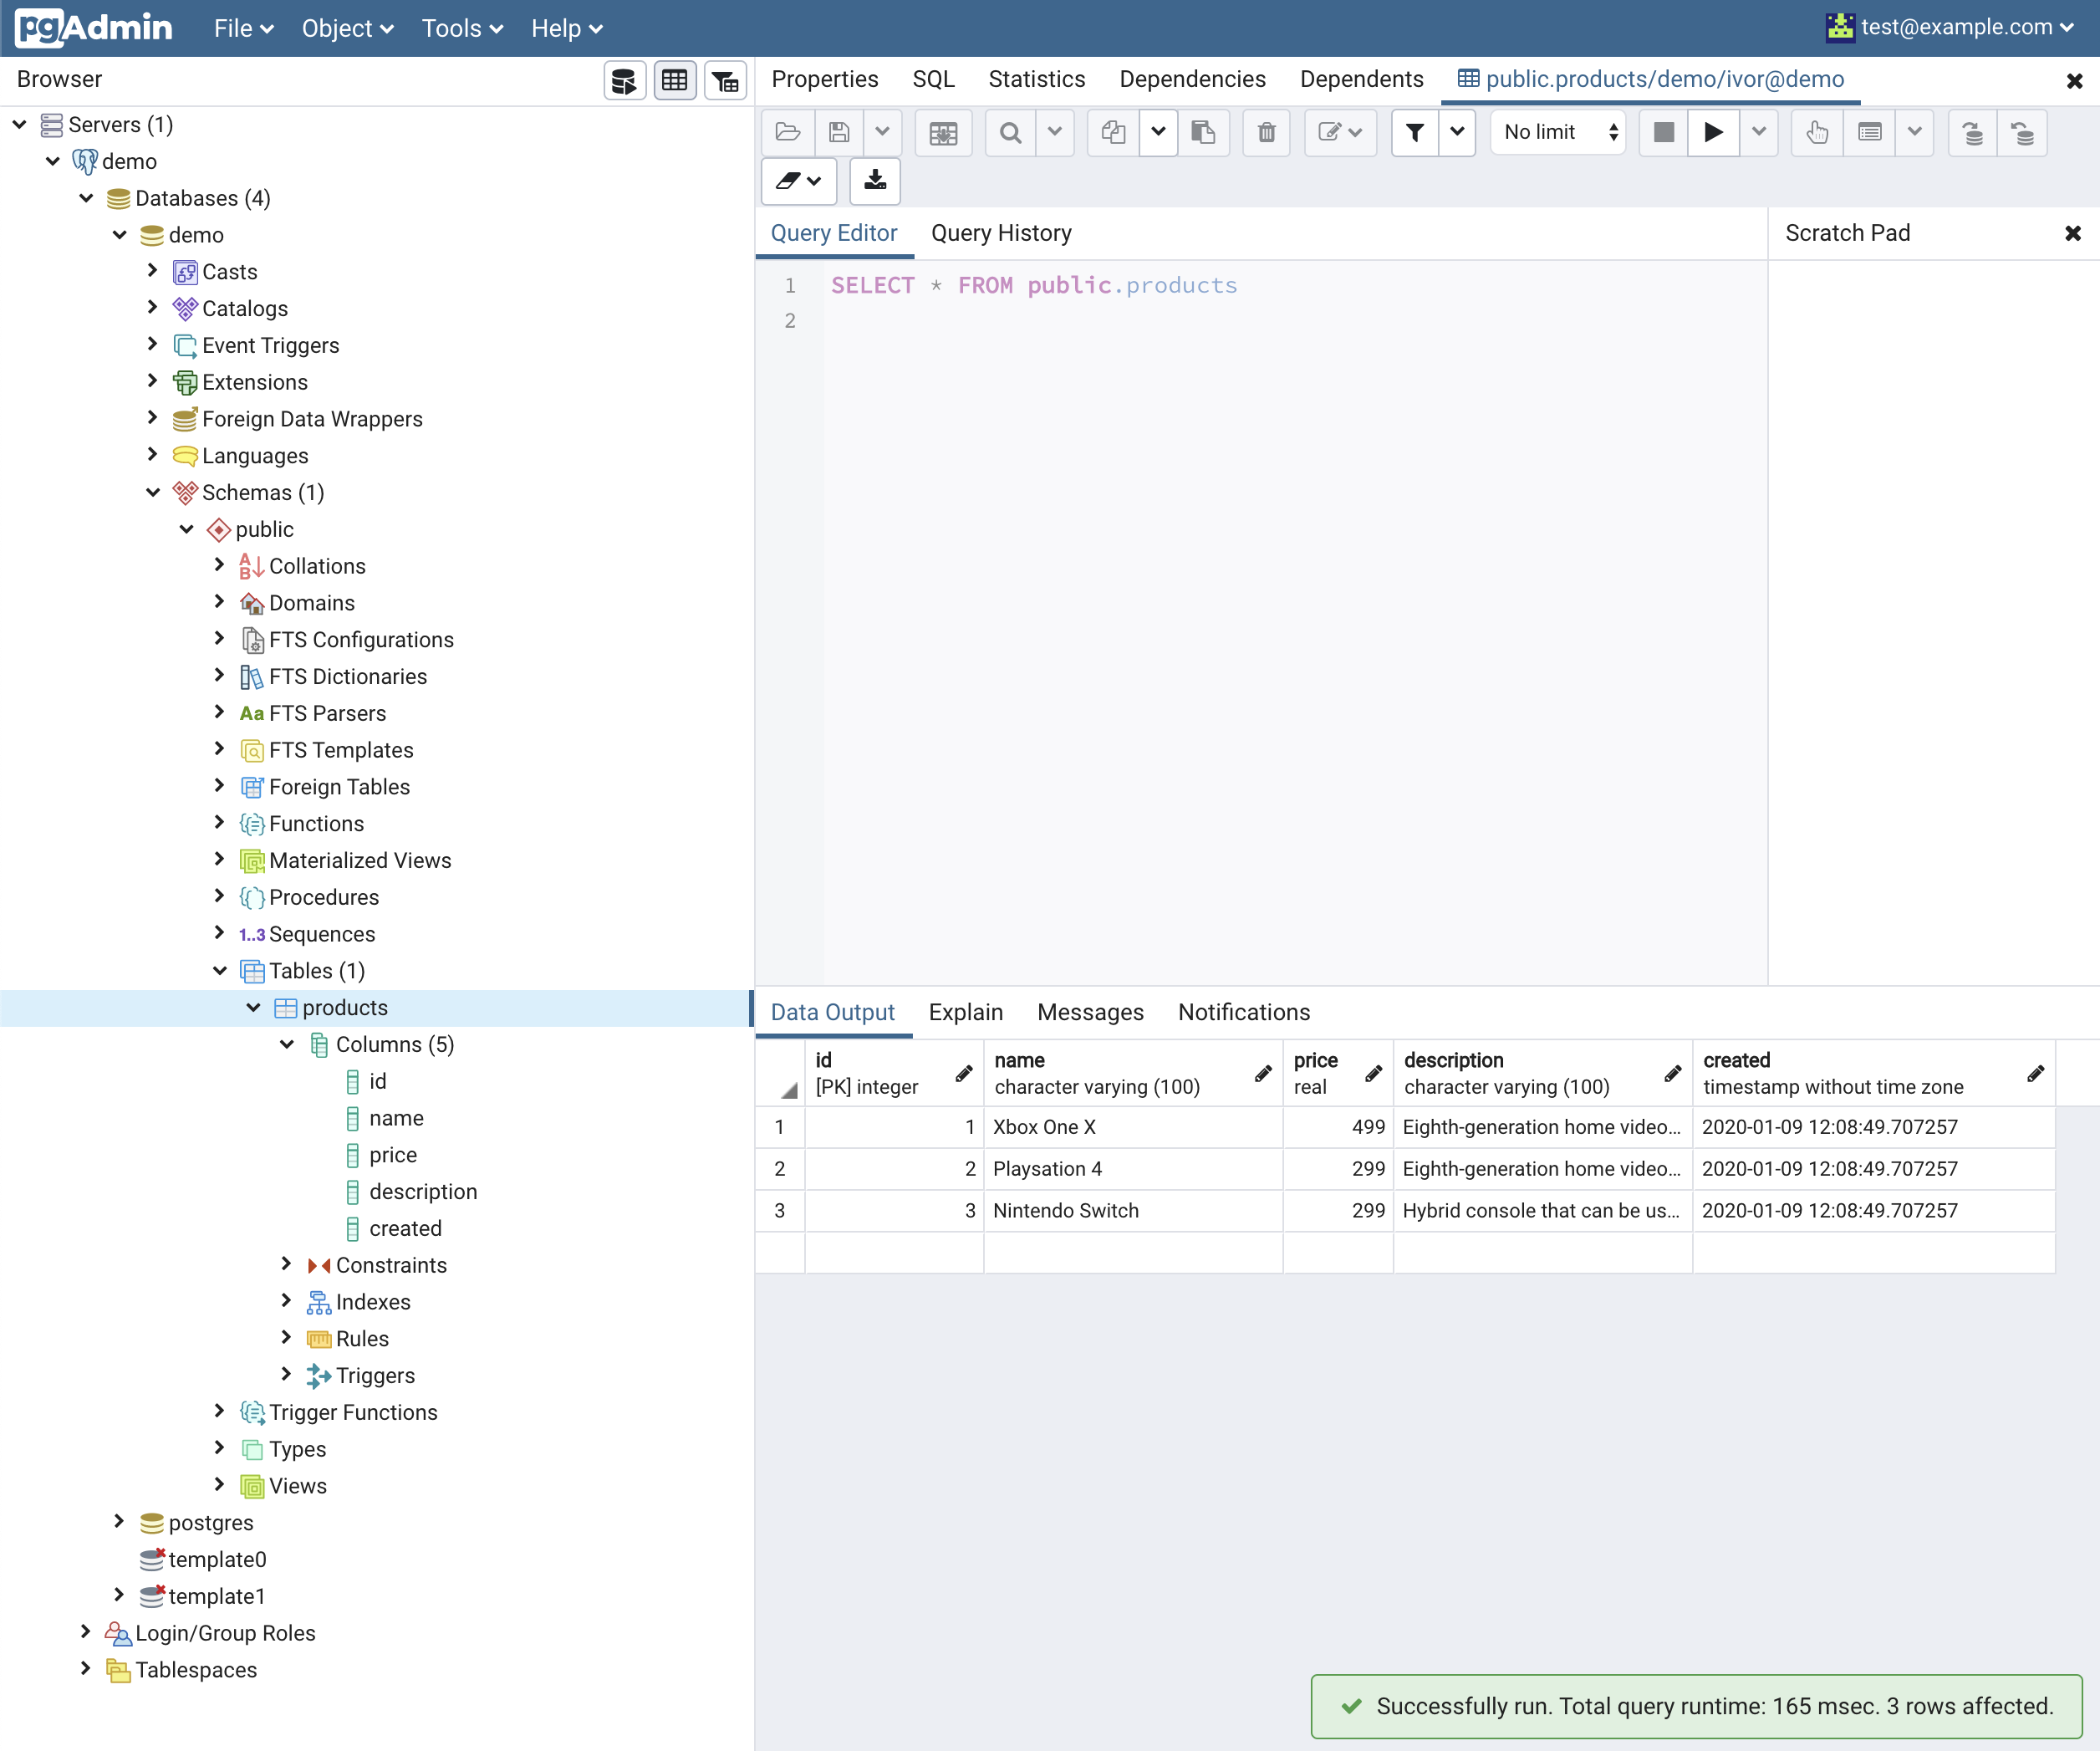 pgAdmin File Object Tools Help test@example.com
Browser
Properties SQL Statistics Dependencies Dependents public.products/demo/ivor@demo
No limit
Servers (1)
demo
Databases (4)
demo
Casts
Catalogs
Event Triggers
Extensions
Foreign Data Wrappers
Languages
Schemas (1)
public
Collations
Domains
FTS Configurations
FTS Dictionaries
Aa FTS Parsers
FTS Templates
Foreign Tables
Functions
Materialized Views
Procedures
1..3 Sequences
Tables (1)
products
Columns (5)
id
name
price
description
created
Constraints
Indexes
Rules
Triggers
Trigger Functions
Types
Views
postgres
template0
template1
Login/Group Roles
Tablespaces
Query Editor Query History
Scratch Pad
1 SELECT * FROM public.products
2
Data Output Explain Messages Notifications
id name price description created
[PK] integer character varying (100) real character varying (100) timestamp without time zone
1 1 Xbox One X 499 Eighth-generation home video... 2020-01-09 12:08:49.707257
2 2 Playsation 4 299 Eighth-generation home video... 2020-01-09 12:08:49.707257
3 3 Nintendo Switch 299 Hybrid console that can be us... 2020-01-09 12:08:49.707257
Successfully run. Total query runtime: 165 msec. 3 rows affected.